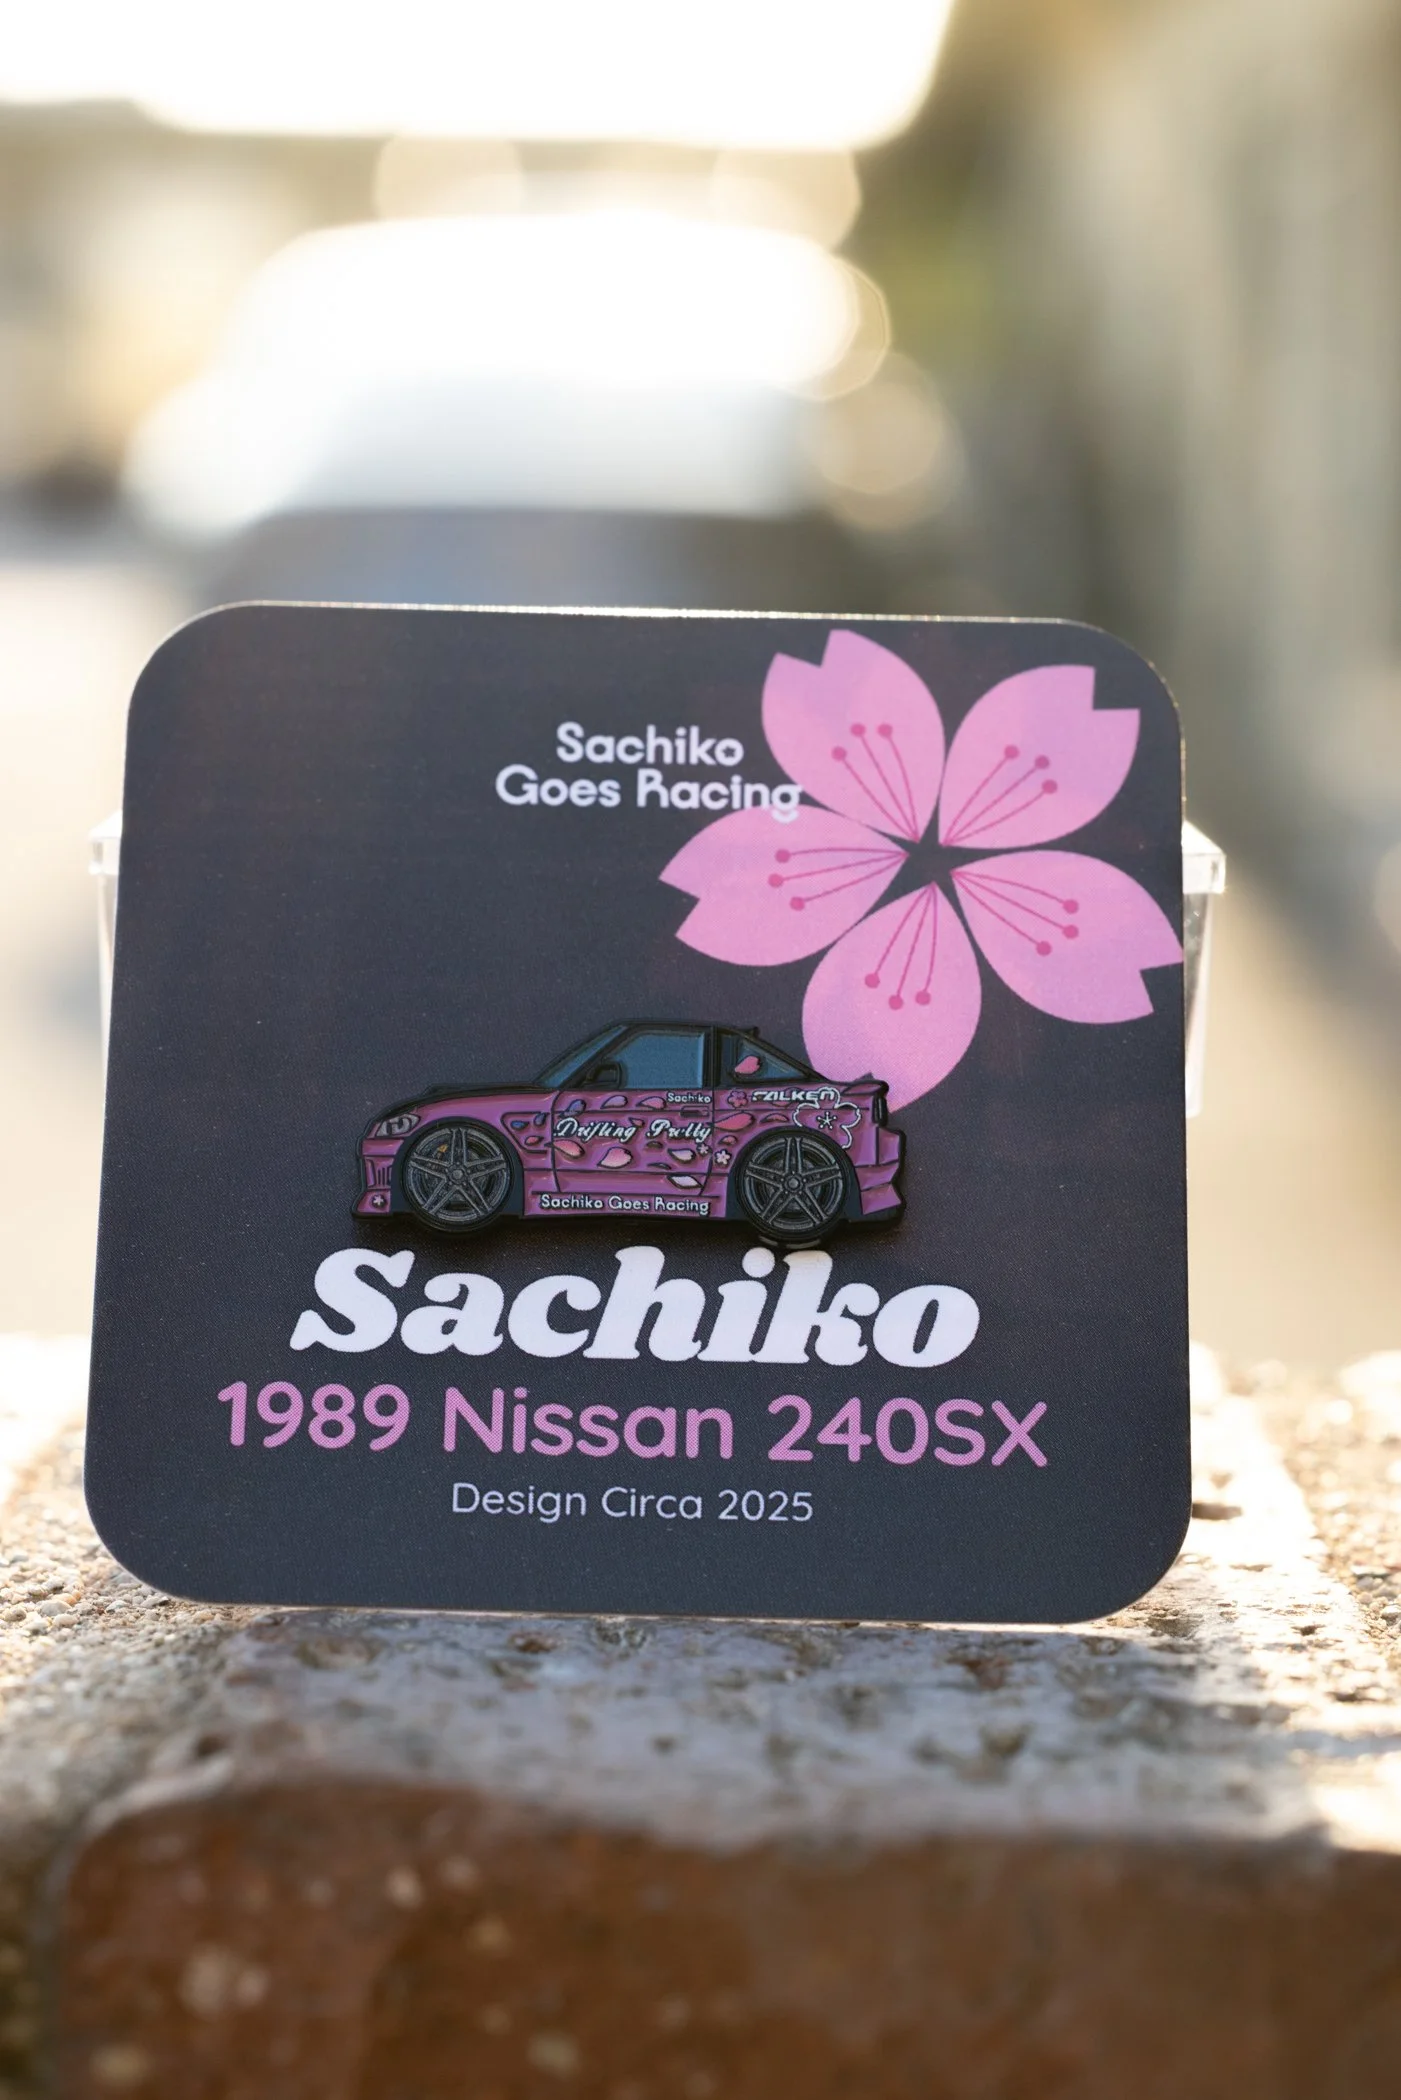 Sachiko
Goes Racing
Sachiko
FALKEN
Drifting Pretty
Sachiko Goes Racing
Sachiko
1989 Nissan 240SX
Design Circa 2025